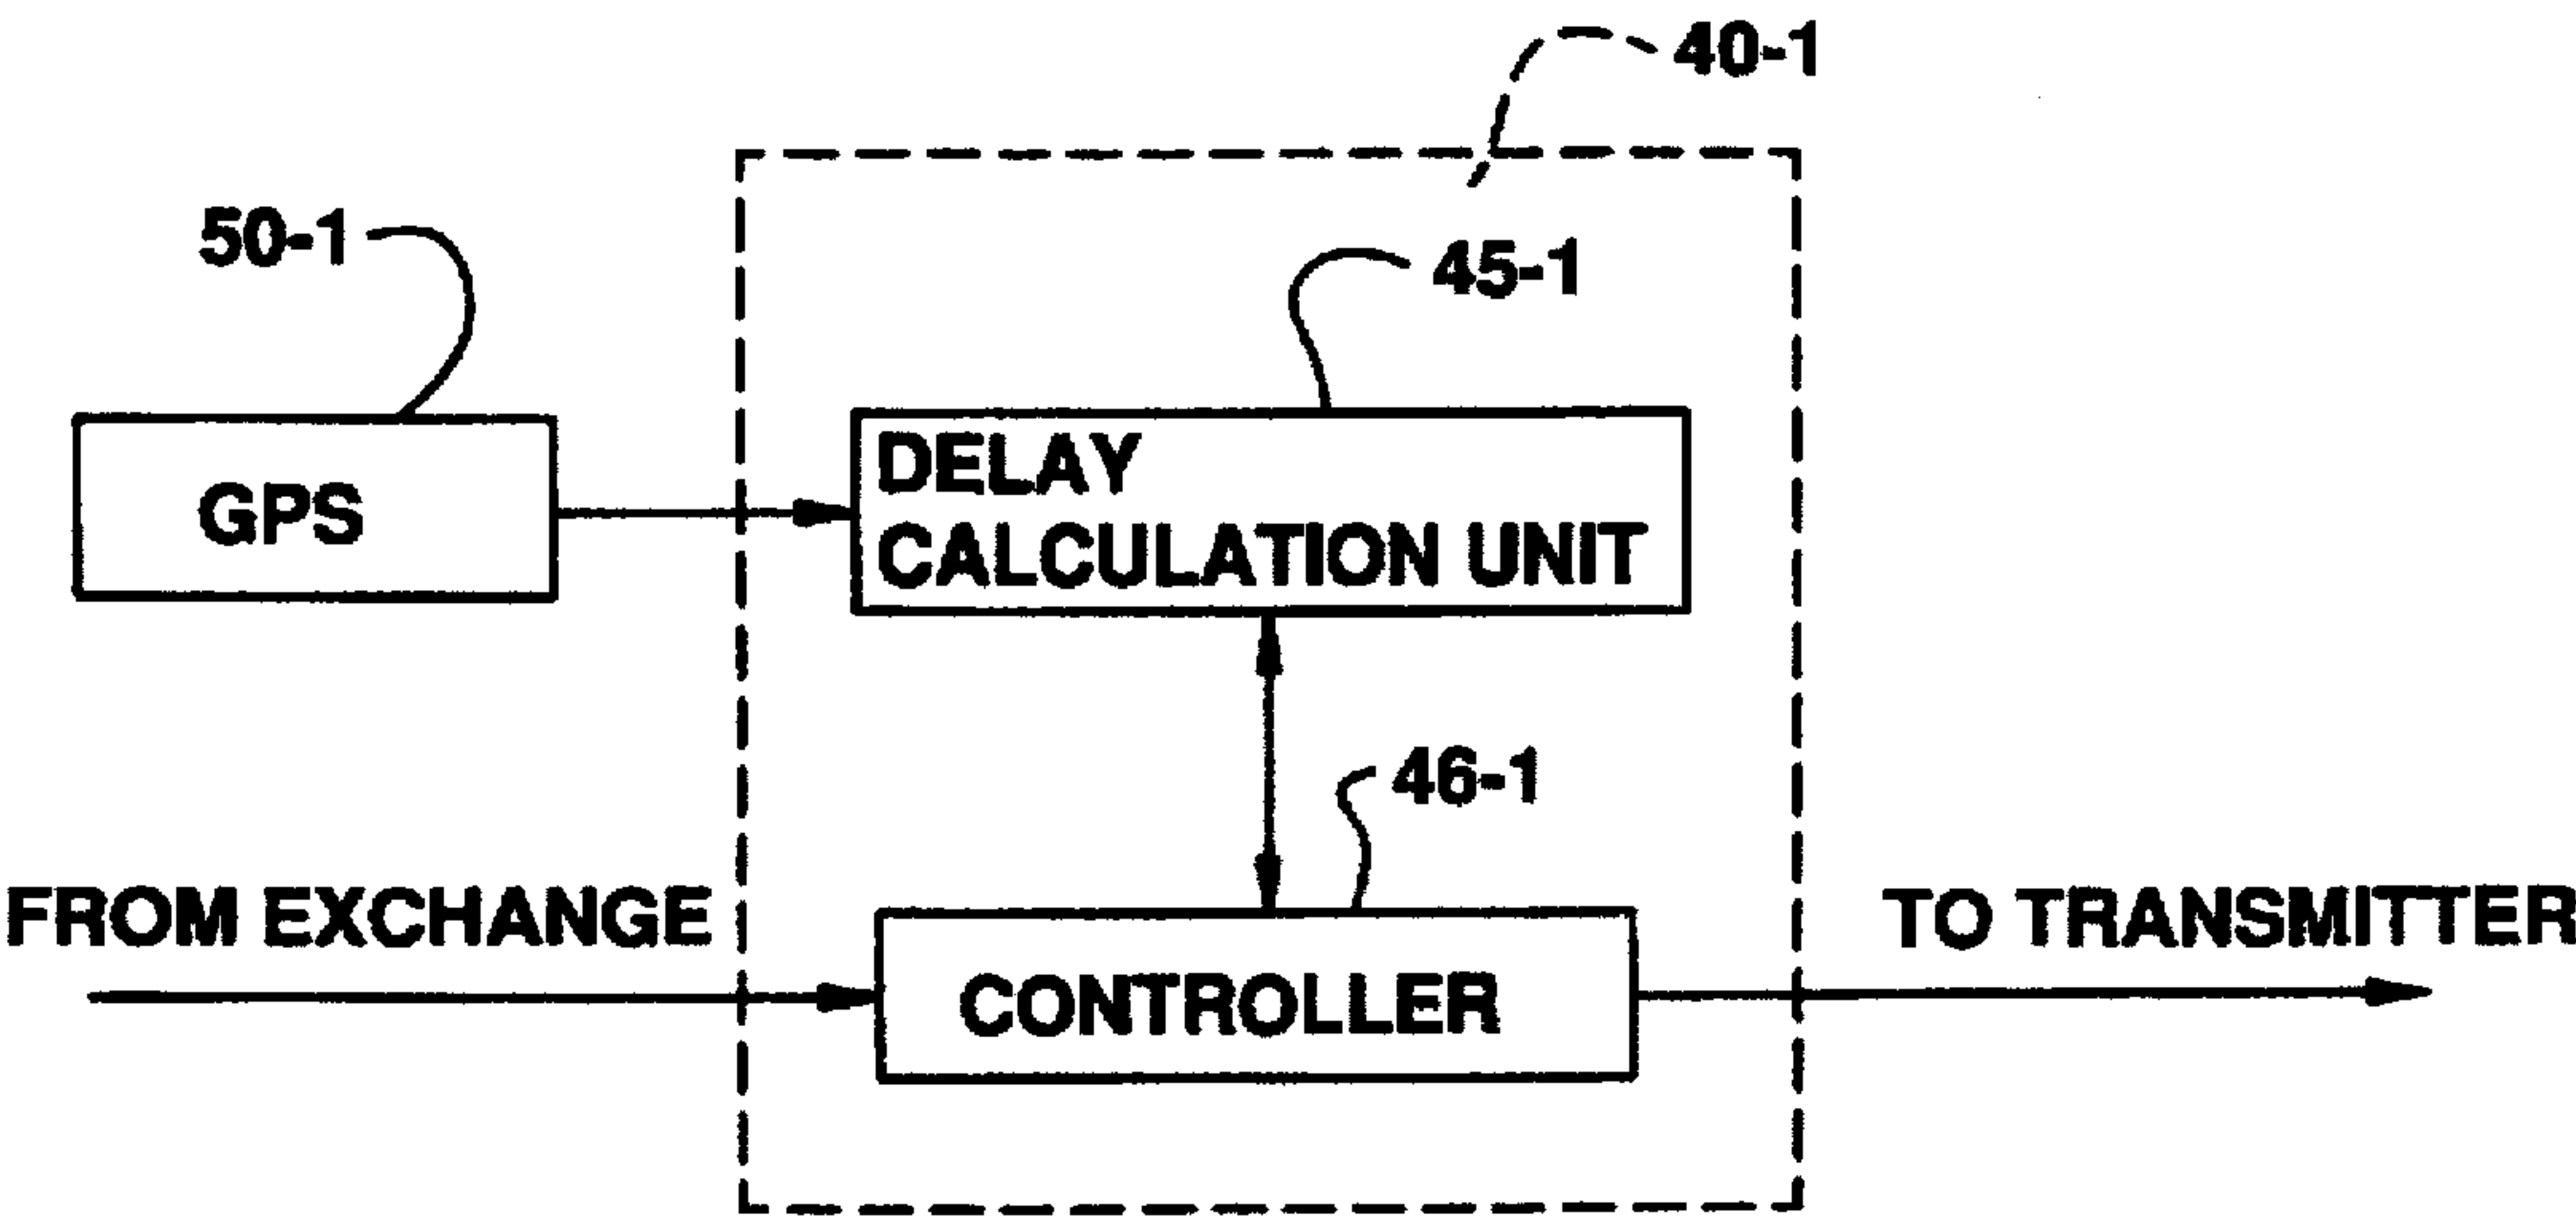 40-1
50-1
45-1
GPS
DELAY
CALCULATION UNIT
46-1
FROM EXCHANGE
TO TRANSMITTER
CONTROLLER